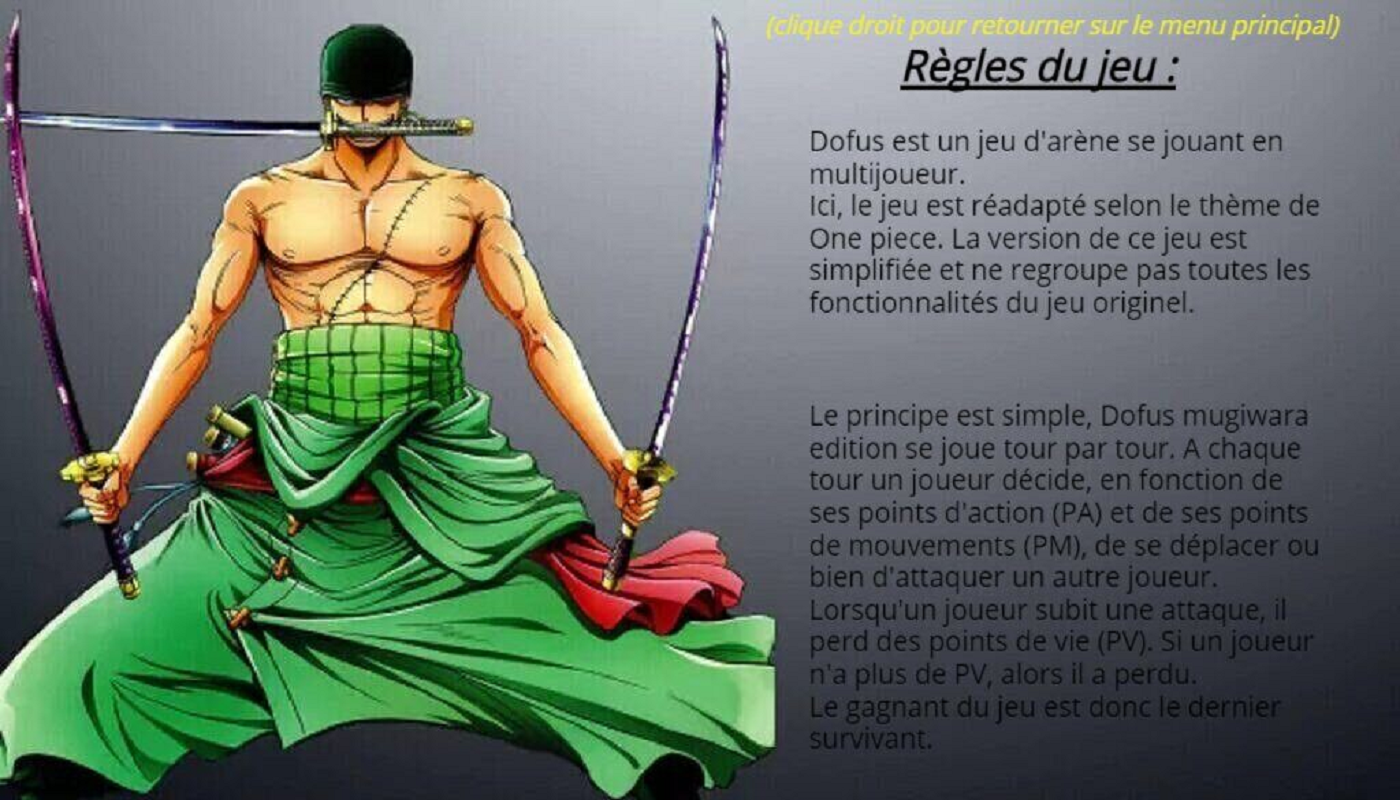 (clique droit pour retourner sur le menu principal)
Règles du jeu :
Dofus est un jeu d'arène se jouant en
multijoueur.
Ici, le jeu est réadapté selon le thème de
One piece. La version de ce jeu est
simplifiée et ne regroupe pas toutes les
fonctionnalités du jeu originel.
Le principe est simple, Dofus mugiwara
edition se joue tour par tour. A chaque
tour un joueur décide, en fonction de
ses points d'action (PA) et de ses points
de mouvements (PM), de se déplacer ou
bien d'attaquer un autre joueur.
Lorsqu'un joueur subit une attaque, il
perd des points de vie (PV). Si un joueur
n'a plus de PV, alors il a perdu.
Le gagnant du jeu est donc le dernier
survivant.